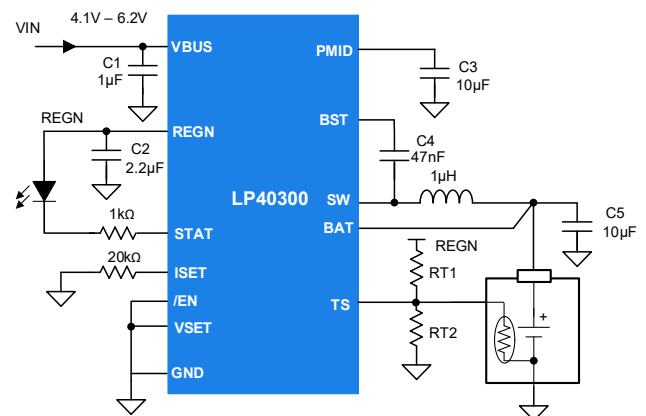 VIN
4.1V – 6.2V
C1
1µF
VBUS
PMID
C3
10µF
REGN
REGN
C2
2.2µF
BST
C4
47nF
1µH
LP40300
SW
BAT
C5
10µF
1kΩ
STAT
REGN
RT1
20kΩ
ISET
/EN
TS
VSET
RT2
+
GND